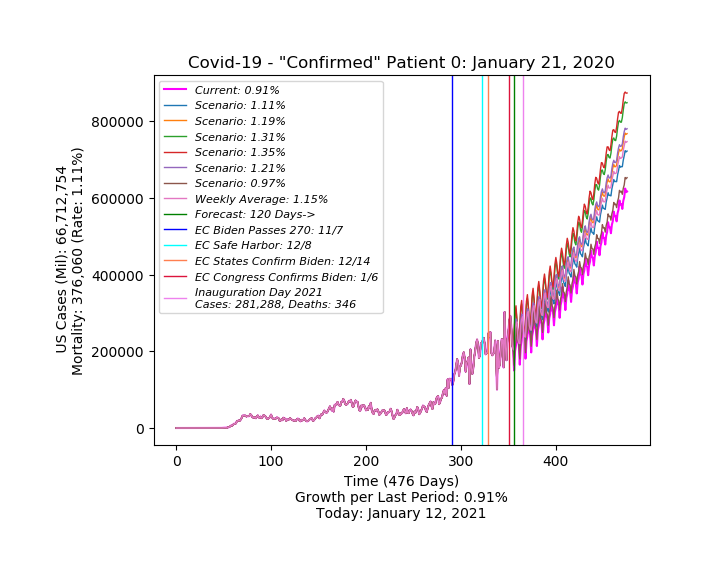 Covid-19 - "Confirmed" Patient 0: January 21, 2020
Current: 0.91%
Scenario: 1.11%
Scenario: 1.19%
Scenario: 1.31%
Scenario: 1.35%
Scenario: 1.21%
Scenario: 0.97%
Weekly Average: 1.15%
Forecast: 120 Days->
EC Biden Passes 270: 11/7
EC Safe Harbor: 12/8
EC States Confirm Biden: 12/14
EC Congress Confirms Biden: 1/6
Inauguration Day 2021
Cases: 281,288, Deaths: 346
US Cases (Mil): 66,712,754
Mortality: 376,060 (Rate: 1.11%)
800000
600000
400000
200000
0
0 100 200 300 400
Time (476 Days)
Growth per Last Period: 0.91%
Today: January 12, 2021